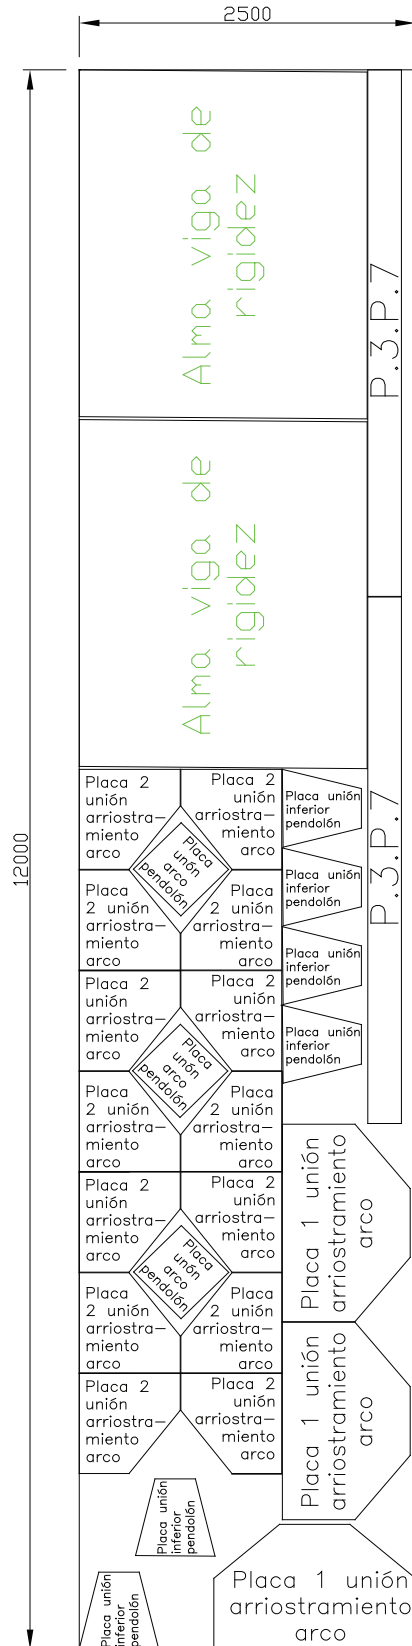 2500
12000
Alma viga de
rigidez
P.3.P.7
Alma viga de
rigidez
P.3.P.7
Placa 2
unión
arriostra-
miento
arco
Placa 2
unión
arriostra-
miento
arco
Placa unión
inferior
pendolón
Placa
unón
arco
pendolón
Placa unión
inferior
pendolón
Placa
2 unión
arriostra-
miento
arco
Placa
2 unión
arriostra-
miento
arco
Placa unión
inferior
pendolón
Placa 2
unión
arriostra-
miento
arco
Placa 2
unión
arriostra-
miento
arco
Placa unión
inferior
pendolón
Placa
unón
arco
pendolón
Placa
2 unión
arriostra-
miento
arco
Placa
2 unión
arriostra-
miento
arco
Placa 1 unión
arriostramiento
arco
Placa 2
unión
arriostra-
miento
arco
Placa 2
unión
arriostra-
miento
arco
Placa
unón
arco
pendolón
Placa
2 unión
arriostra-
miento
arco
Placa
2 unión
arriostra-
miento
arco
Placa 1 unión
arriostramiento
arco
Placa 2
unión
arriostra-
miento
arco
Placa 2
unión
arriostra-
miento
arco
Placa unión
inferior
pendolón
Placa unión
inferior
pendolón
Placa 1 unión
arriostramiento
arco